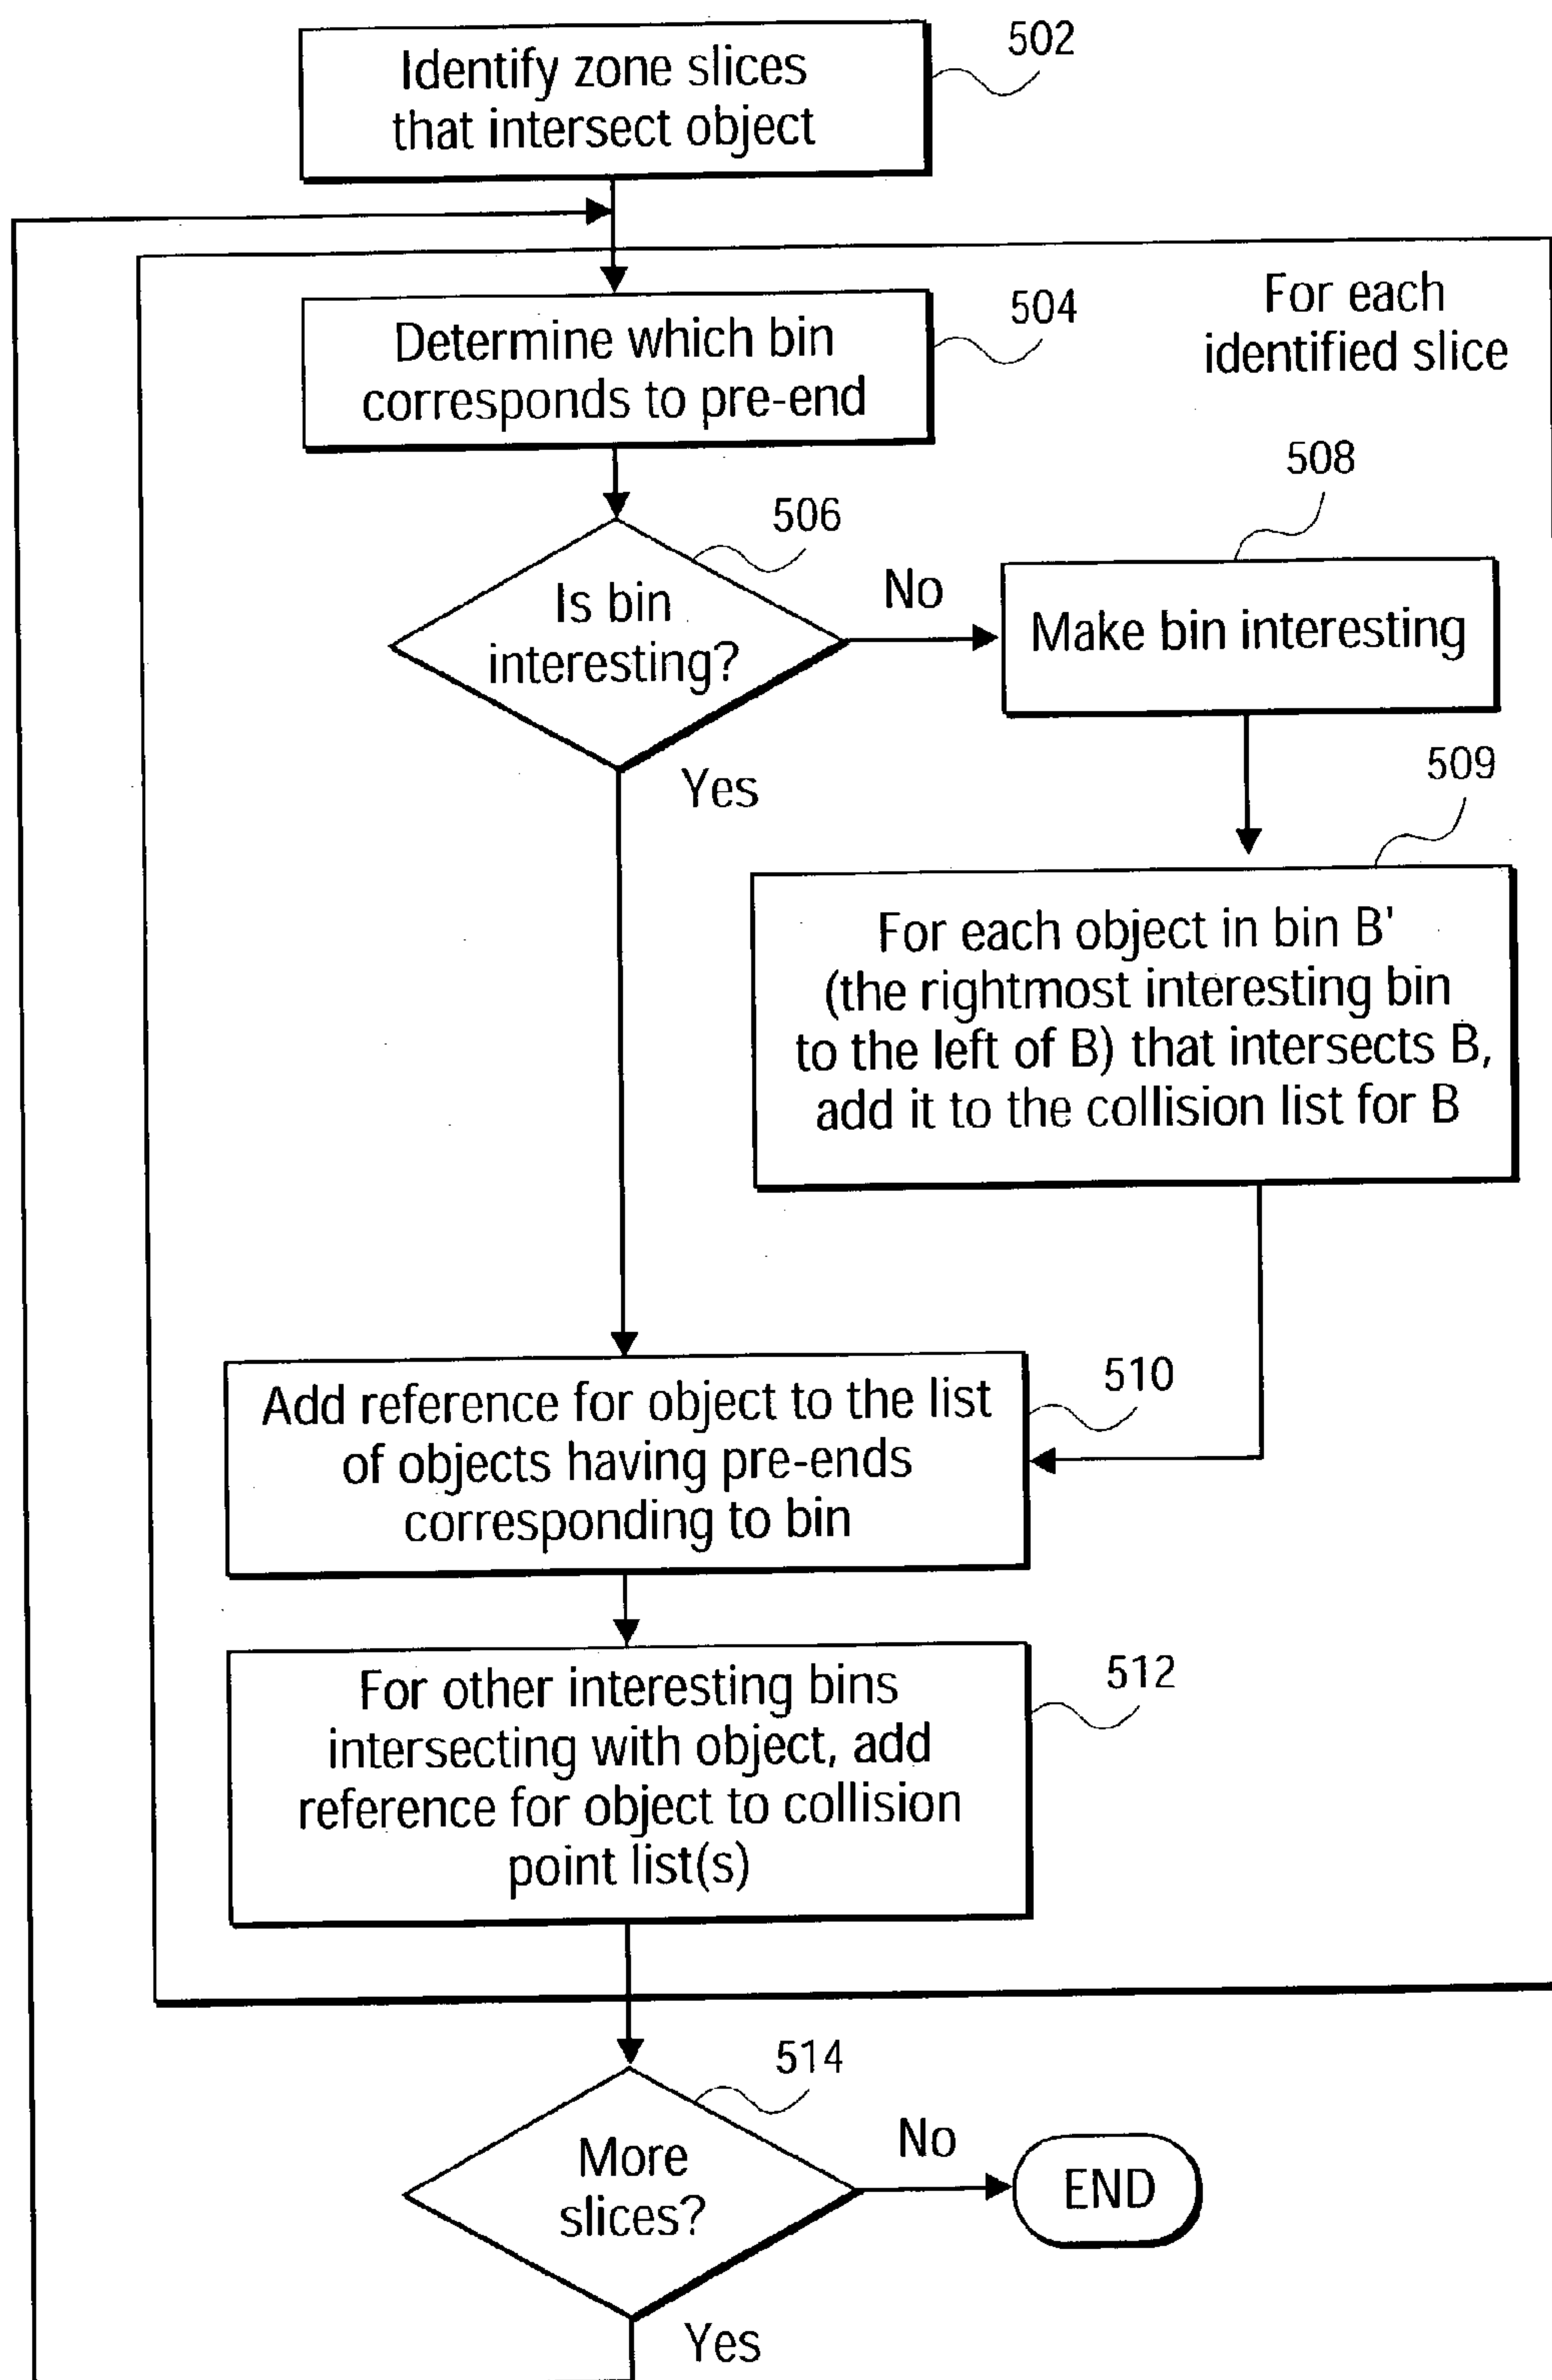 502
Identify zone slices
that intersect object
For each
identified slice
504
Determine which bin
corresponds to pre-end
506
Is bin
interesting?
No
508
Make bin interesting
Yes
509
For each object in bin B'
(the rightmost interesting bin
to the left of B) that intersects B,
add it to the collision list for B
510
Add reference for object to the list
of objects having pre-ends
corresponding to bin
512
For other interesting bins
intersecting with object, add
reference for object to collision
point list(s)
514
More
slices?
No
END
Yes